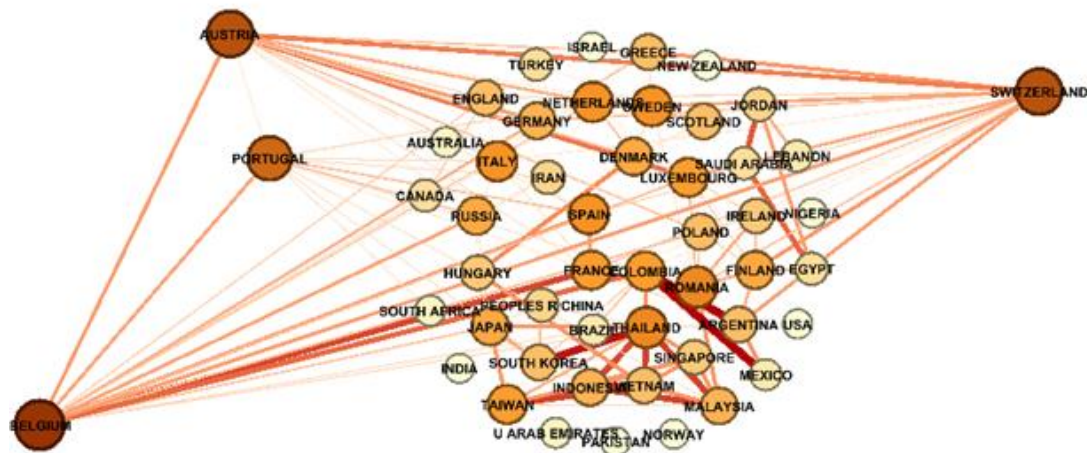 AUSTRIA
ISRAEL
GREECE
TURKEY
NEW ZEALAND
SWITZERLAND
ENGLAND
NETHERLANDS
SWEDEN
JORDAN
GERMANY
SCOTLAND
AUSTRALIA
PORTUGAL
ITALY
DENMARK
SAUDI ARABIA
LEBANON
IRAN
LUXEMBOURG
CANADA
RUSSIA
SPAIN
IRELAND
NIGERIA
POLAND
HUNGARY
FRANCE
COLOMBIA
ROMANIA
FINLAND
EGYPT
SOUTH AFRICA
PEOPLES R CHINA
JAPAN
BRAZIL
THAILAND
ARGENTINA
USA
INDIA
SOUTH KOREA
SINGAPORE
MEXICO
INDONESIA
VIETNAM
TAIWAN
MALAYSIA
BELGIUM
U ARAB EMIRATES
PAKISTAN
NORWAY